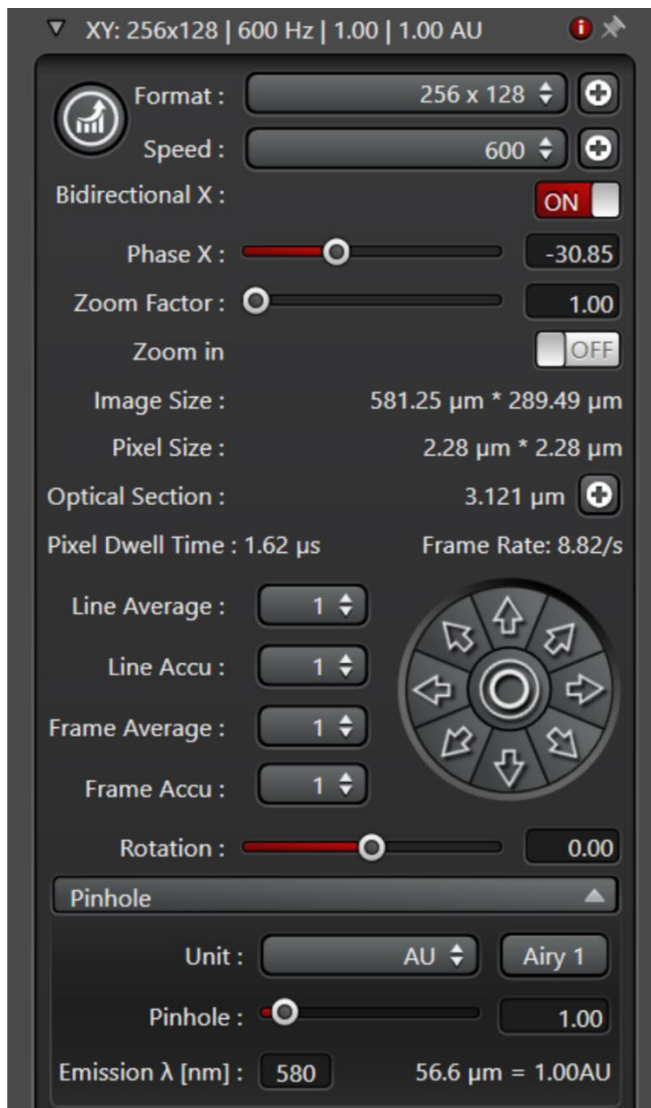 XY: 256x128 | 600 Hz | 1.00 | 1.00 AU
Format : 256 x 128
Speed : 600
Bidirectional X : ON
Phase X : -30.85
Zoom Factor : 1.00
Zoom in OFF
Image Size : 581.25 µm * 289.49 µm
Pixel Size : 2.28 µm * 2.28 µm
Optical Section : 3.121 µm
Pixel Dwell Time : 1.62 µs Frame Rate: 8.82/s
Line Average : 1
Line Accu : 1
Frame Average : 1
Frame Accu : 1
Rotation : 0.00
Pinhole
Unit : AU Airy 1
Pinhole : 1.00
Emission λ [nm] : 580 56.6 µm = 1.00AU